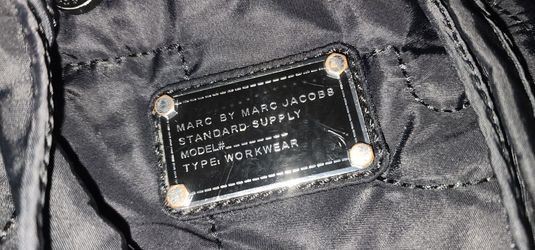 MARC BY MARC JACOBS
STANDARD SUPPLY
MODEL#_ _ _ _ _ _ _
TYPE: WORKWEAR